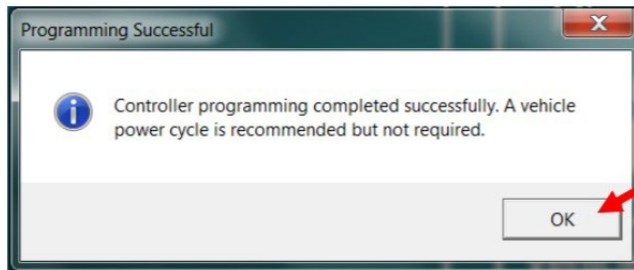 Programming Successful
Controller programming completed successfully. A vehicle
power cycle is recommended but not required.
OK